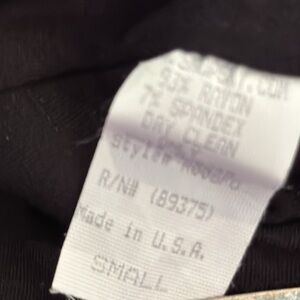 93% RAYON
7% SPANDEX
DRY CLEAN
R/N# (89375)
Made in U.S.A.
SMALL